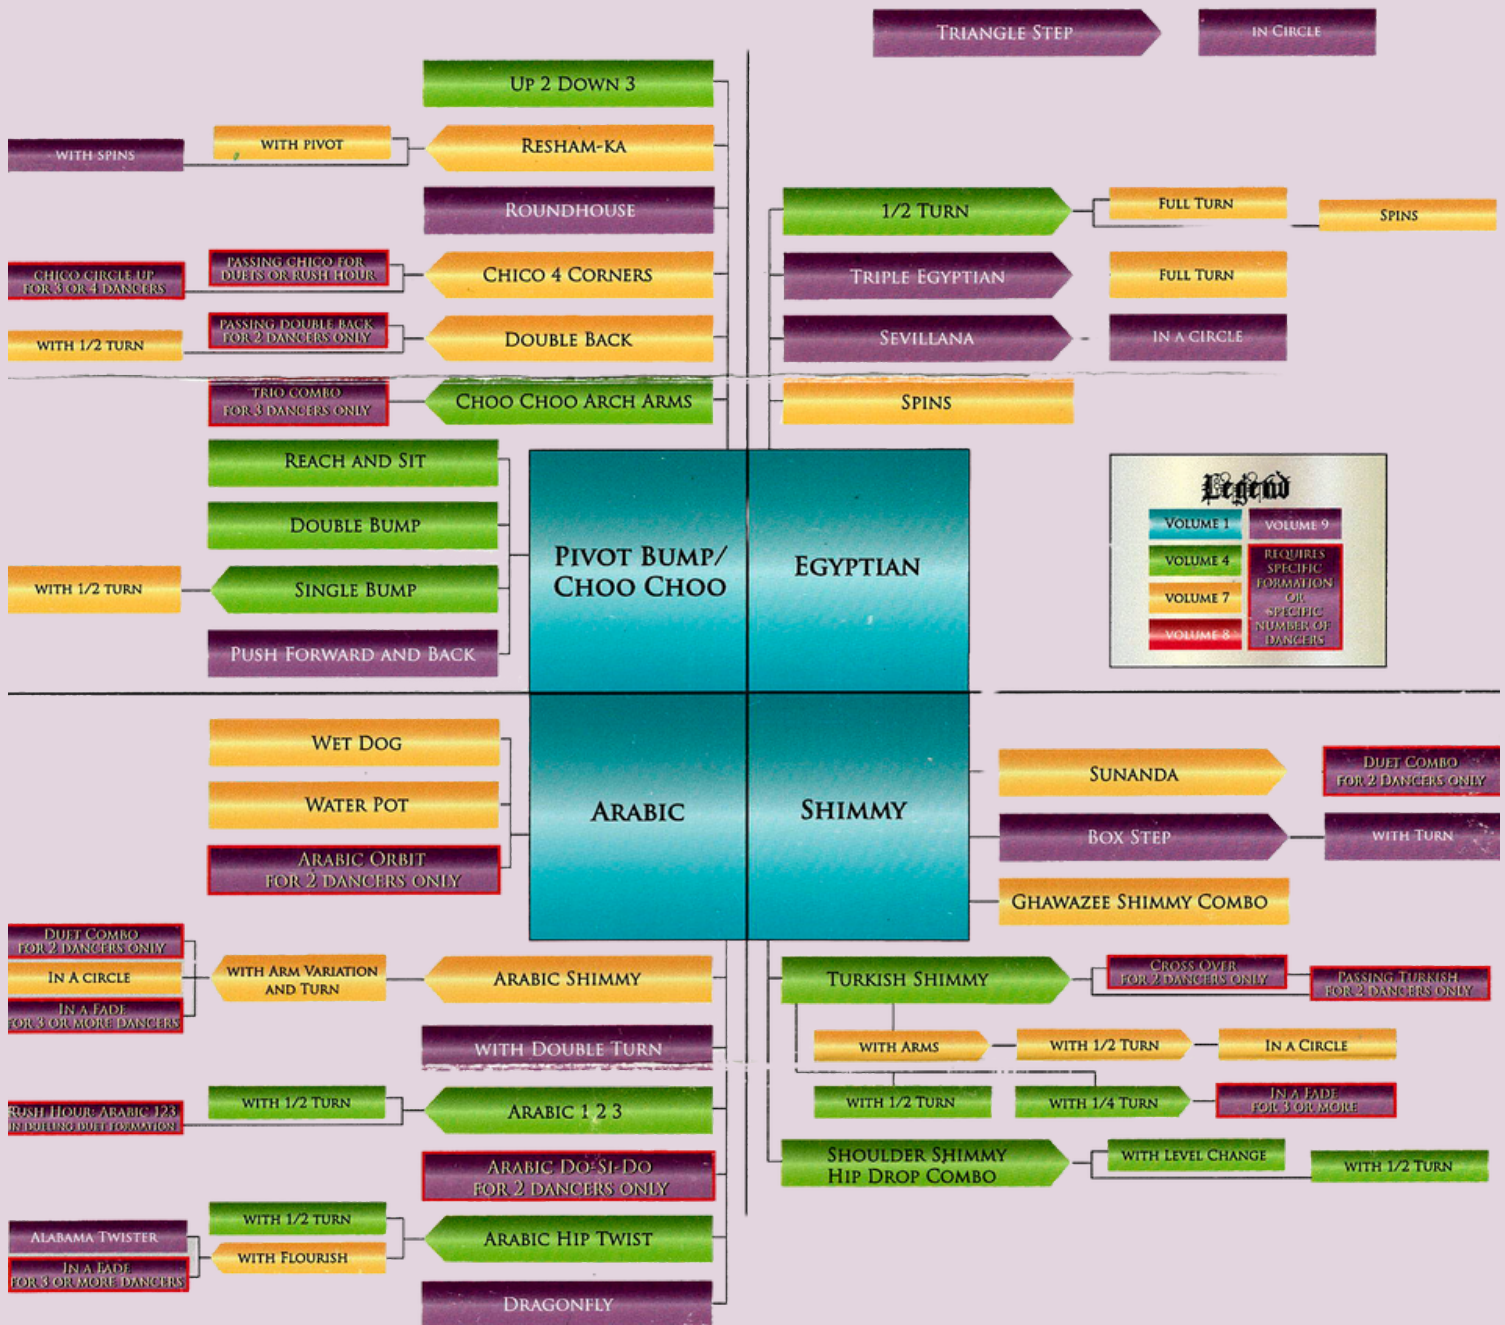 TRIANGLE STEP
IN CIRCLE
UP 2 DOWN 3
RESHAM-KA
WITH PIVOT
WITH SPINS
ROUNDHOUSE
CHICO 4 CORNERS
PASSING CHICO FOR
DUETS OR RUSH HOUR
CHICO CIRCLE UP
FOR 3 OR 4 DANCERS
DOUBLE BACK
PASSING DOUBLE BACK
FOR 2 DANCERS ONLY
WITH 1/2 TURN
CHOO CHOO ARCH ARMS
TRIO COMBO
FOR 3 DANCERS ONLY
REACH AND SIT
DOUBLE BUMP
SINGLE BUMP
WITH 1/2 TURN
PUSH FORWARD AND BACK
PIVOT BUMP/
CHOO CHOO
1/2 TURN
FULL TURN
SPINS
TRIPLE EGYPTIAN
FULL TURN
SEVILLANA
IN A CIRCLE
SPINS
EGYPTIAN
Legend
VOLUME 1
VOLUME 9
VOLUME 4
VOLUME 7
VOLUME 8
REQUIRES
SPECIFIC
FORMATION
OR
SPECIFIC
NUMBER OF
DANCERS
WET DOG
WATER POT
ARABIC ORBIT
FOR 2 DANCERS ONLY
ARABIC
ARABIC SHIMMY
WITH ARM VARIATION
AND TURN
DUET COMBO
FOR 2 DANCERS ONLY
IN A CIRCLE
IN A FADE
FOR 3 OR MORE DANCERS
WITH DOUBLE TURN
ARABIC 1 2 3
WITH 1/2 TURN
RUSH HOUR: ARABIC 123
IN DUELING DUET FORMATION
ARABIC DO-SI-DO
FOR 2 DANCERS ONLY
ARABIC HIP TWIST
WITH 1/2 TURN
WITH FLOURISH
ALABAMA TWISTER
IN A FADE
FOR 3 OR MORE DANCERS
DRAGONFLY
SHIMMY
SUNANDA
DUET COMBO
FOR 2 DANCERS ONLY
BOX STEP
WITH TURN
GHAWAZEE SHIMMY COMBO
TURKISH SHIMMY
CROSS OVER
FOR 2 DANCERS ONLY
PASSING TURKISH
FOR 2 DANCERS ONLY
WITH ARMS
WITH 1/2 TURN
IN A CIRCLE
WITH 1/2 TURN
WITH 1/4 TURN
IN A FADE
FOR 3 OR MORE
SHOULDER SHIMMY
HIP DROP COMBO
WITH LEVEL CHANGE
WITH 1/2 TURN